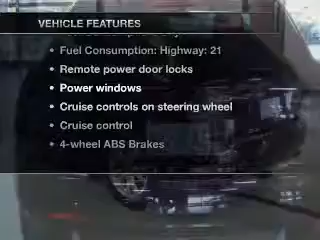 VEHICLE FEATURES
• Fuel Consumption: Highway: 21
• Remote power door locks
• Power windows
• Cruise controls on steering wheel
• Cruise control
• 4-wheel ABS Brakes